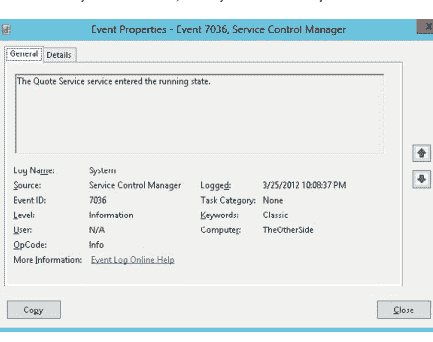 Event Properties - Event 7036, Service Control Manager
x
General Details
The Quote Service service entered the running state.
Log Name: System
Source: Service Control Manager Logged: 3/25/2012 10:08:37 PM
Event ID: 7036 Task Category: None
Level: Information Keywords: Classic
User: N/A Computer: TheOtherSide
OpCode: Info
More Information: Event Log Online Help
Copy Close